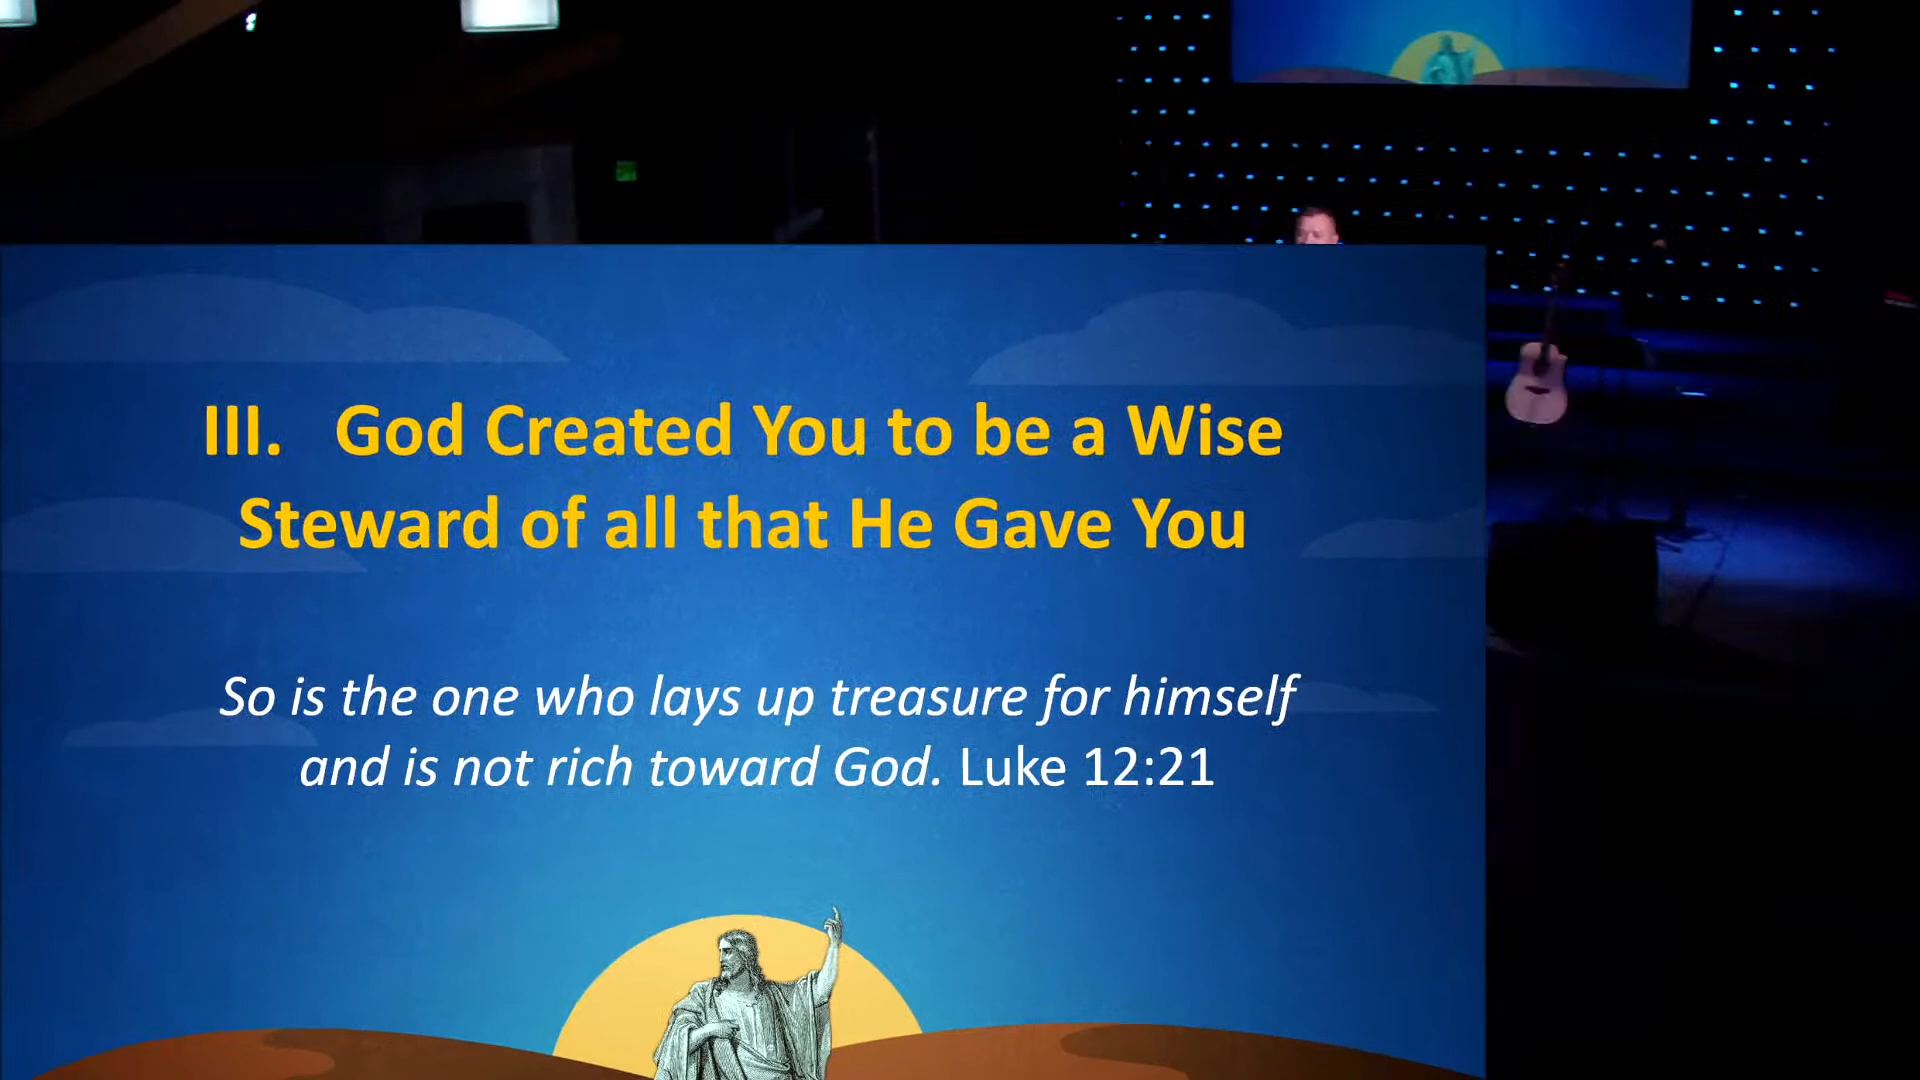 III. God Created You to be a Wise
Steward of all that He Gave You
So is the one who lays up treasure for himself
and is not rich toward God. Luke 12:21